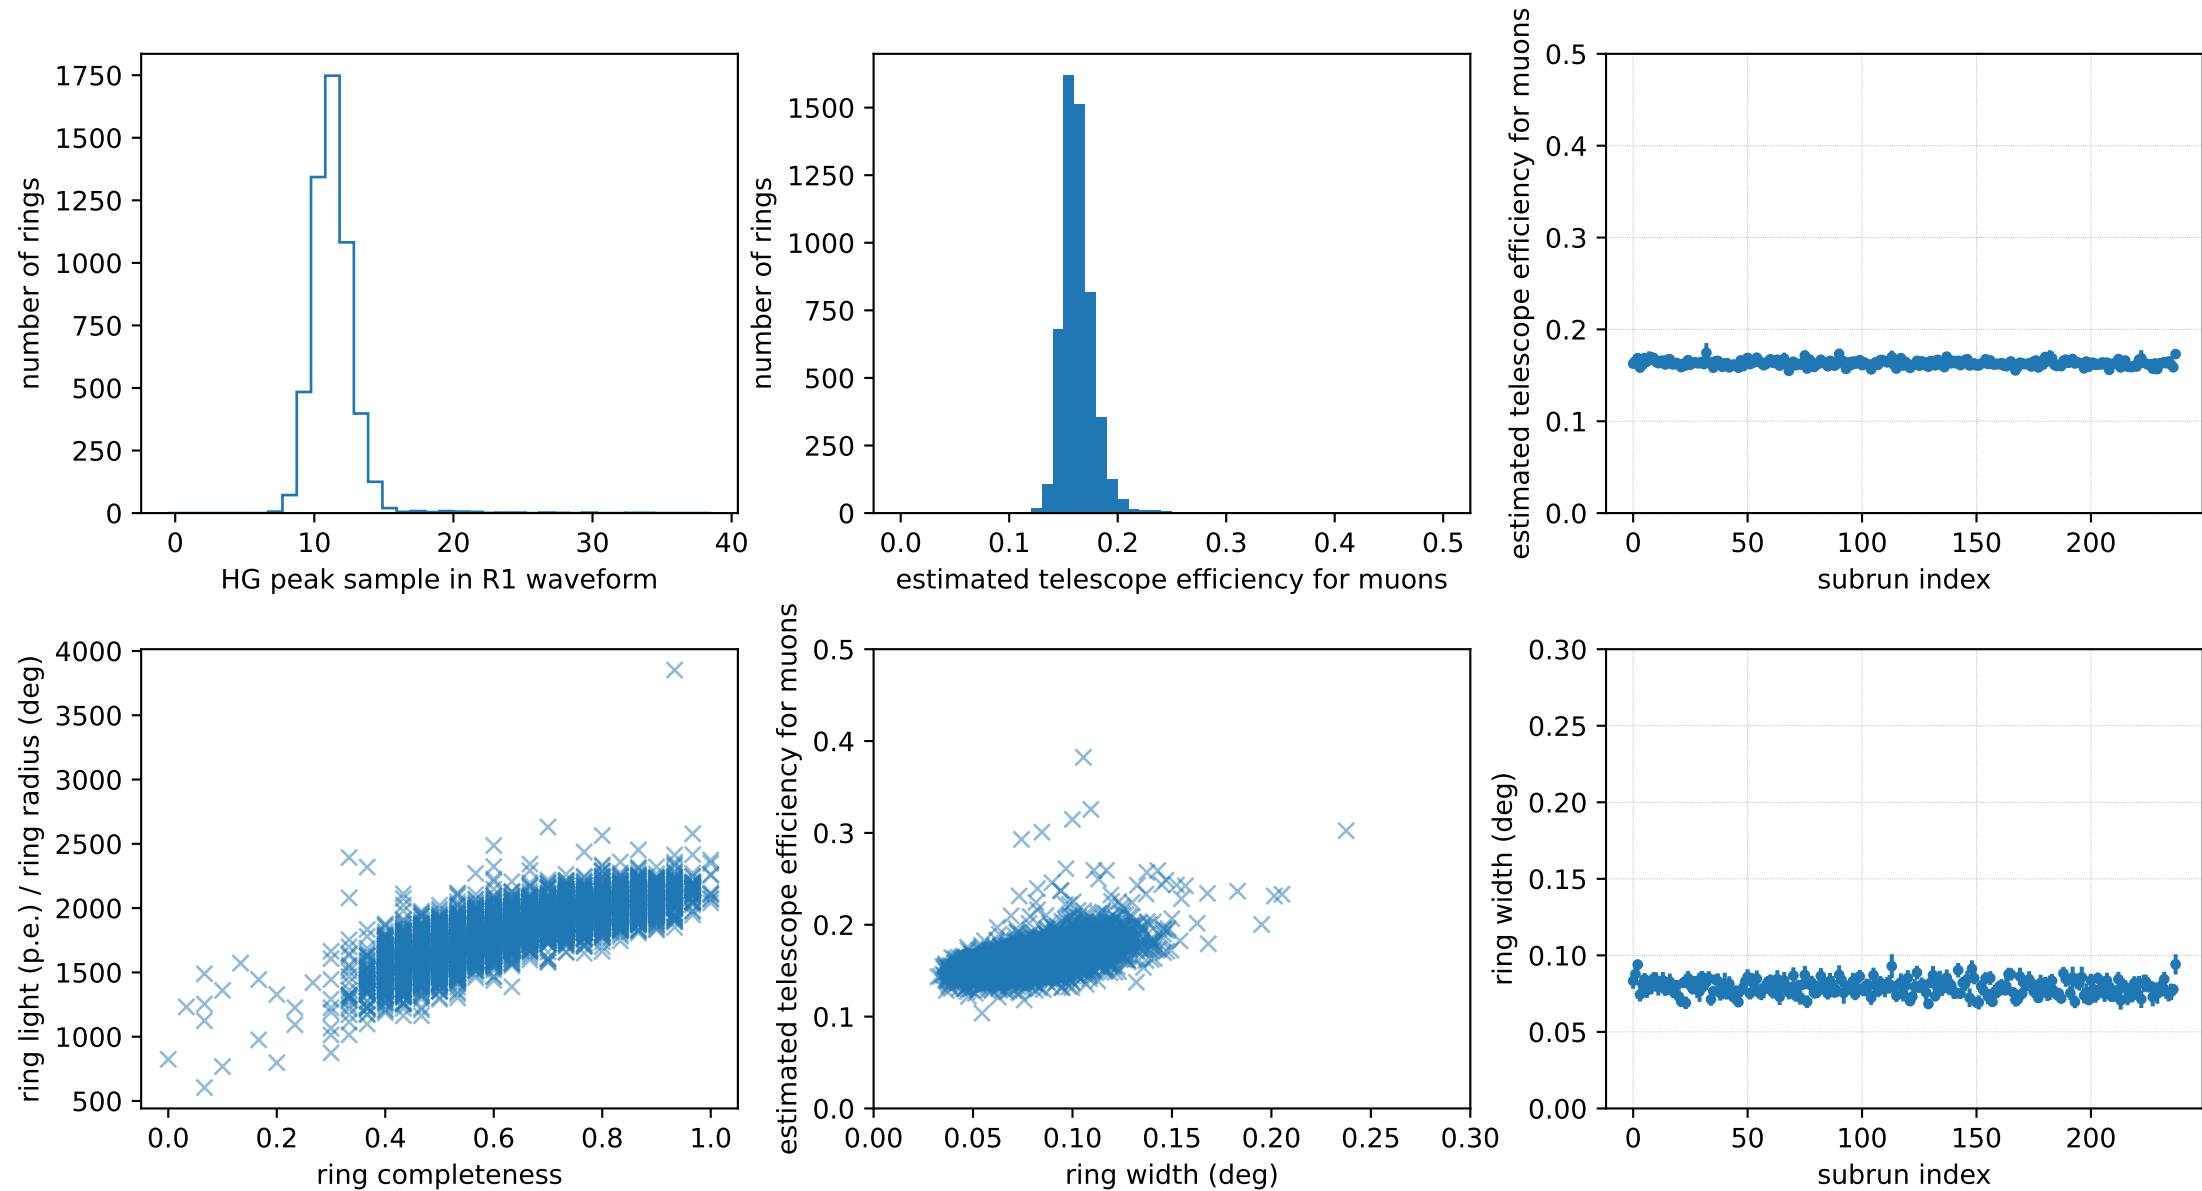 number of rings
1750
1500
1250
1000
750
500
250
0
0 10 20 30 40
HG peak sample in R1 waveform
number of rings
1500
1250
1000
750
500
250
0
0.0 0.1 0.2 0.3 0.4 0.5
estimated telescope efficiency for muons
estimated telescope efficiency for muons
0.5
0.4
0.3
0.2
0.1
0.0
0 50 100 150 200
subrun index
ring light (p.e.) / ring radius (deg)
4000
3500
3000
2500
2000
1500
1000
500
0.0 0.2 0.4 0.6 0.8 1.0
ring completeness
estimated telescope efficiency for muons
0.5
0.4
0.3
0.2
0.1
0.0
0.00 0.05 0.10 0.15 0.20 0.25 0.30
ring width (deg)
ring width (deg)
0.30
0.25
0.20
0.15
0.10
0.05
0.00
0 50 100 150 200
subrun index